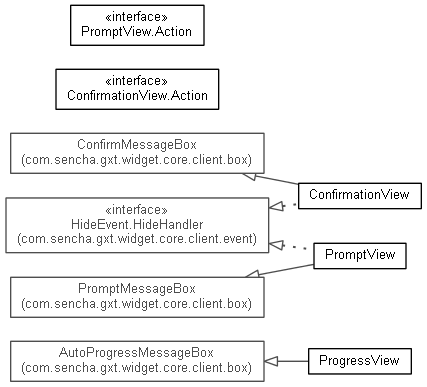 «interface»
PromptView.Action
«interface»
ConfirmationView.Action
ConfirmMessageBox
(com.sencha.gxt.widget.core.client.box)
ConfirmationView
«interface»
HideEvent.HideHandler
(com.sencha.gxt.widget.core.client.event)
PromptView
PromptMessageBox
(com.sencha.gxt.widget.core.client.box)
AutoProgressMessageBox
(com.sencha.gxt.widget.core.client.box)
ProgressView